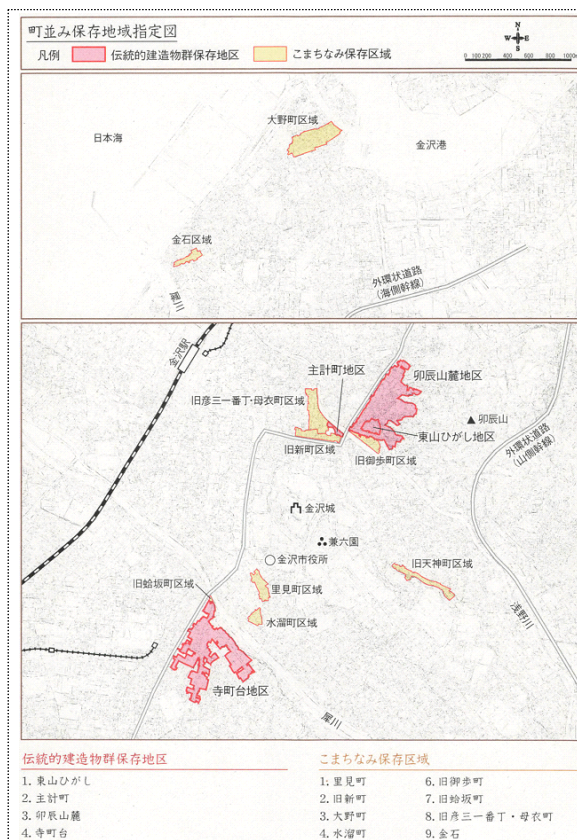 町並み保存地域指定図
凡例 伝統的建造物群保存地区 こまちなみ保存区域
N
W E
S
0 100 200 400 600 800 1000m
大野町区域
日本海
金沢港
金石区域
犀川
外環状道路
(海側幹線)
金沢駅
主計町地区
卯辰山麓地区
旧彦三一番丁・母衣町区域
卯辰山
東山ひがし地区
外環状道路
(山側幹線)
旧新町区域
旧御歩町区域
金沢城
兼六園
金沢市役所
旧天神町区域
旧蛤坂町区域
里見町区域
浅野川
水溜町区域
寺町台地区
犀川
伝統的建造物群保存地区
1. 東山ひがし
2. 主計町
3. 卯辰山麓
4. 寺町台
こまちなみ保存区域
1. 里見町
2. 旧新町
3. 大野町
4. 水溜町
6. 旧御歩町
7. 旧蛤坂町
8. 旧彦三一番丁・母衣町
9. 金石